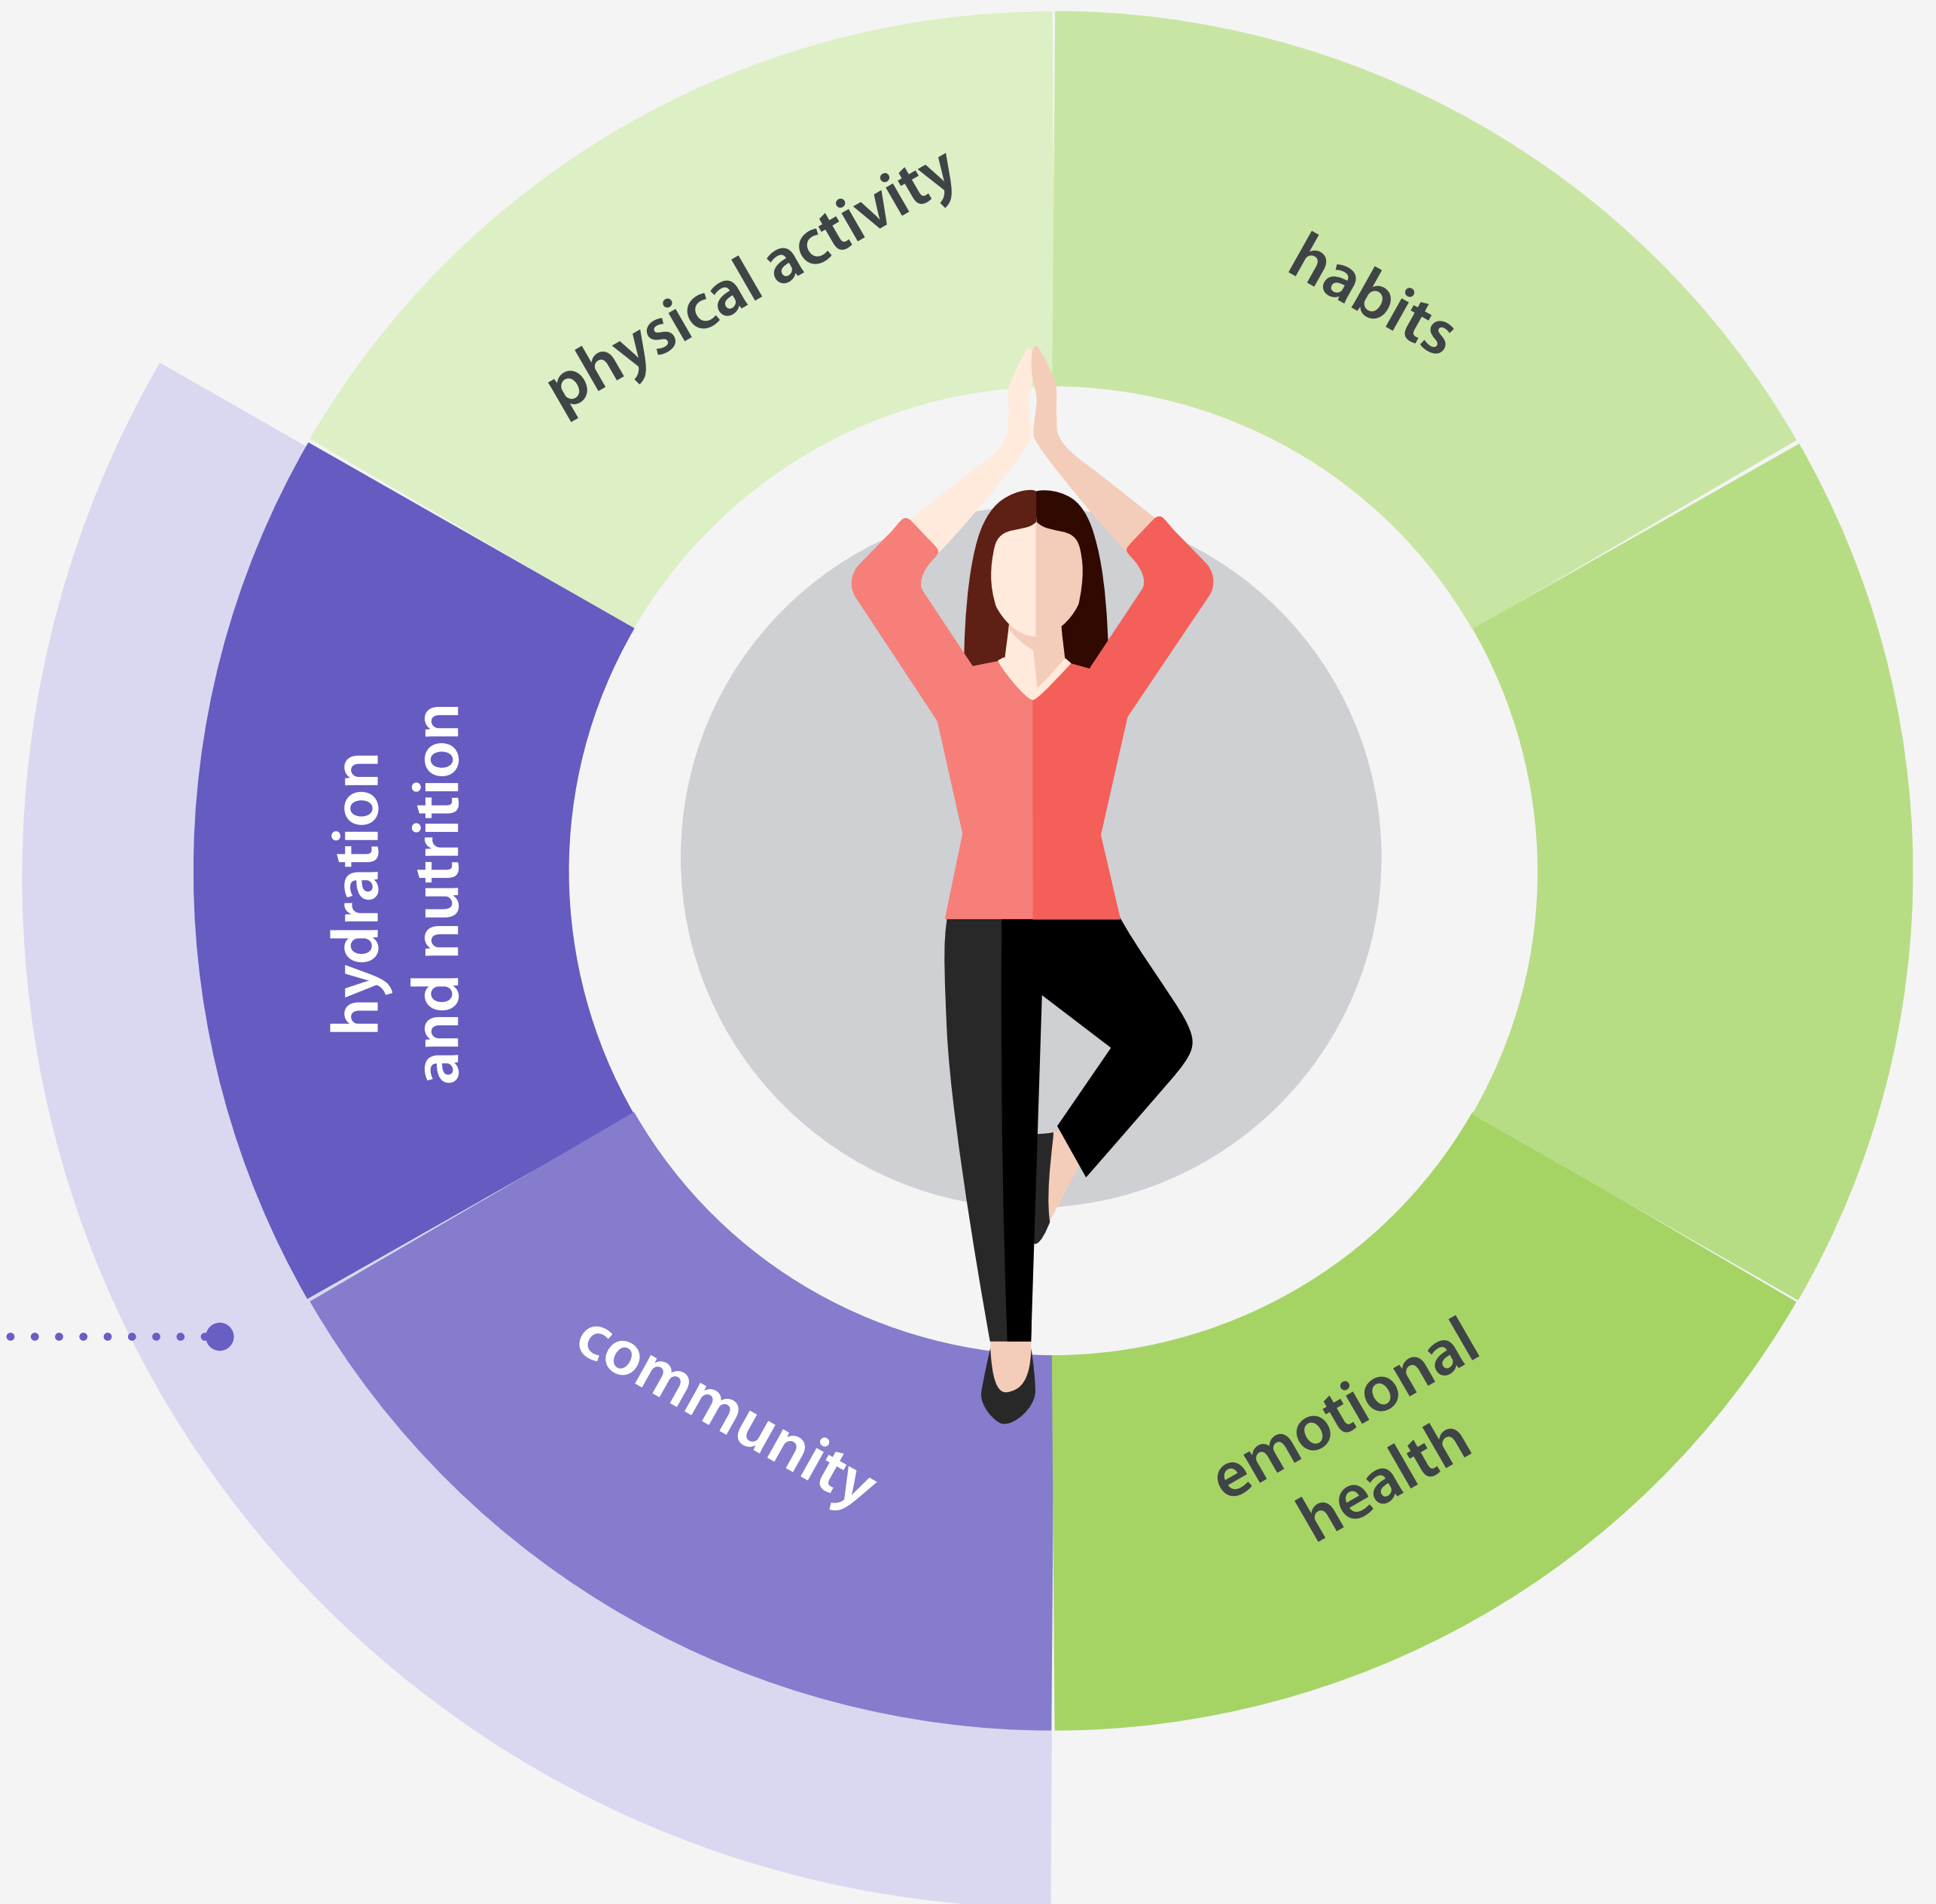 physical activity
habits
hydration
and nutrition
community
emotional
health